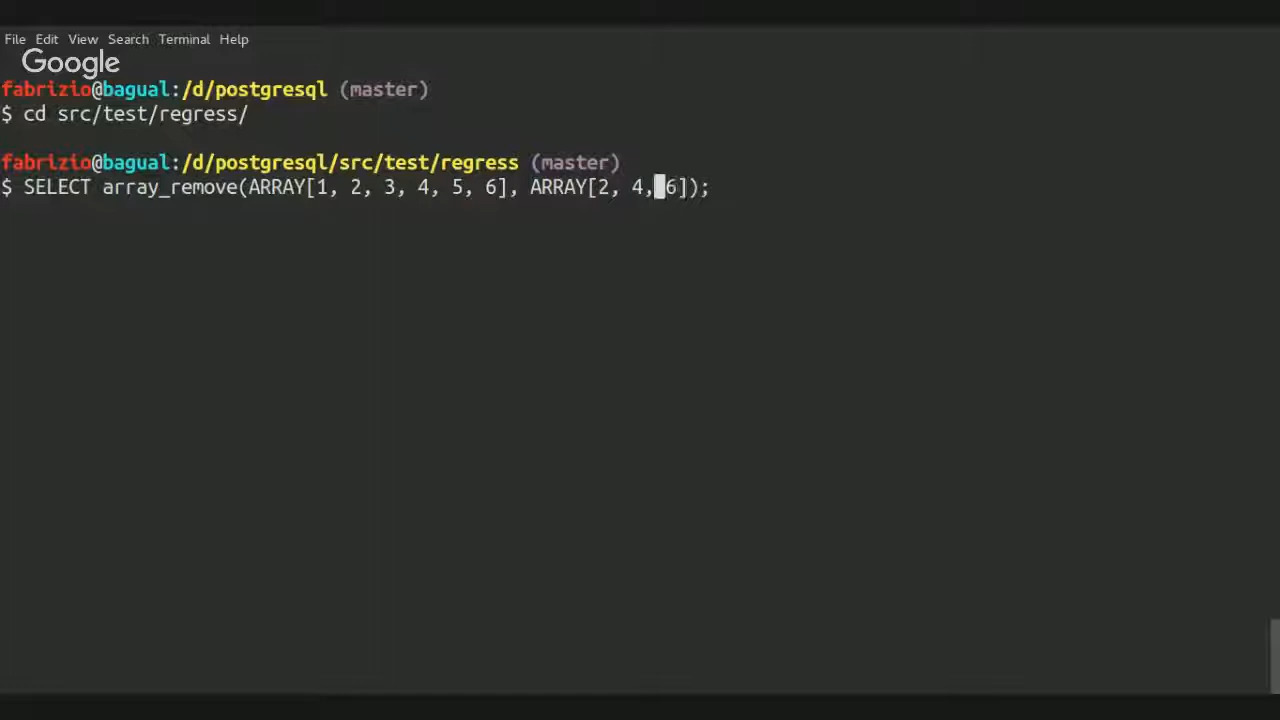 File Edit View Search Terminal Help
Google
fabrizio@bagual:/d/postgresql (master)
$ cd src/test/regress/
fabrizio@bagual:/d/postgresql/src/test/regress (master)
$ SELECT array_remove(ARRAY[1, 2, 3, 4, 5, 6], ARRAY[2, 4, 6]);